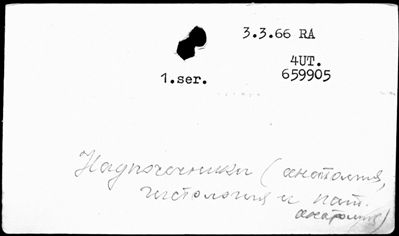 3.3.66 RA
4UT.
1.ser. 659905
Надпочечники (анатомия,
гистология и пат.
анатомия)